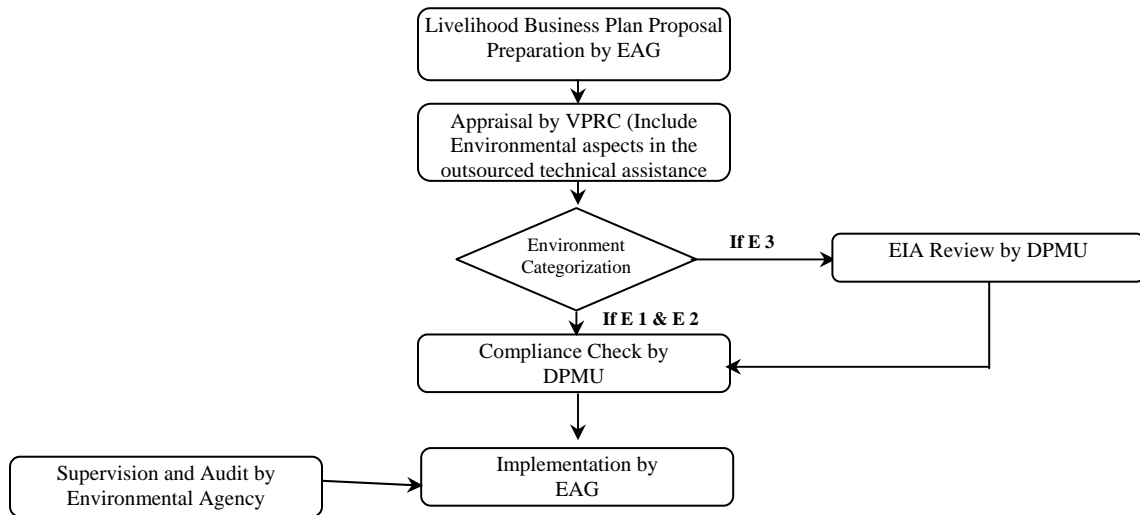 Livelihood Business Plan Proposal
Preparation by EAG
Appraisal by VPRC (Include
Environmental aspects in the
outsourced technical assistance
Environment
Categorization
If E 3
EIA Review by DPMU
If E 1 & E 2
Compliance Check by
DPMU
Supervision and Audit by
Environmental Agency
Implementation by
EAG